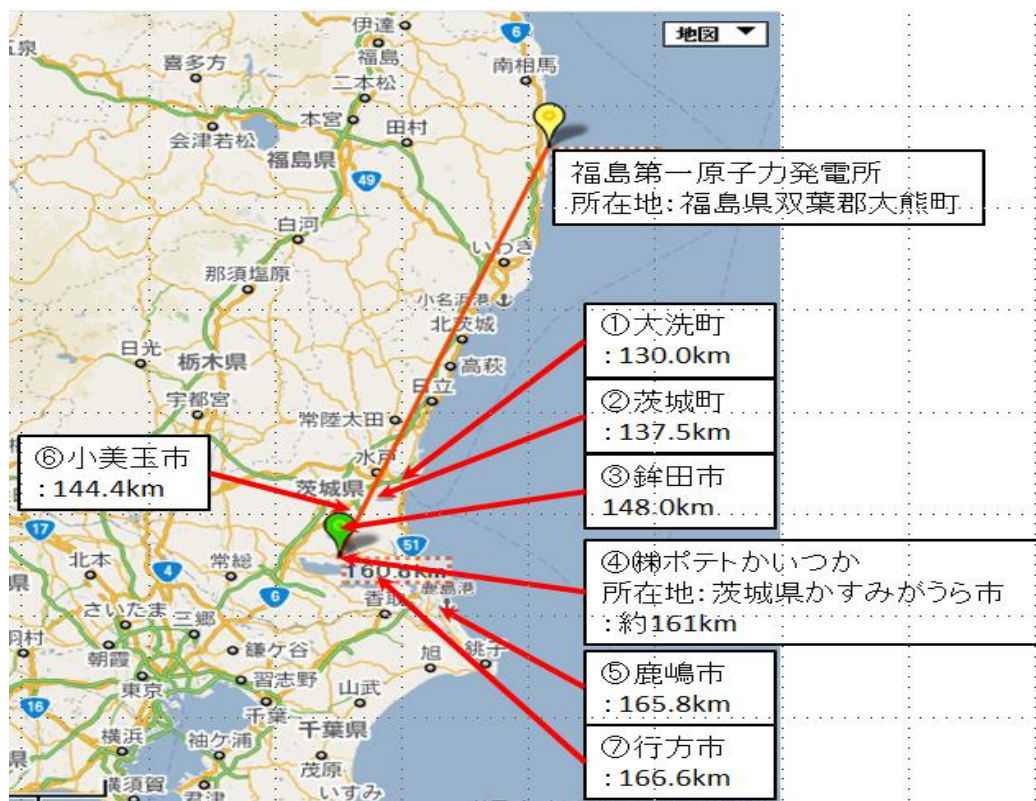 地図 ▼
伊達
6
喜多方
福島
南相馬
二本松
本宮
田村
会津若松
福島県
49
福島第一原子力発電所
所在地:福島県双葉郡大熊町
白河
いわき
那須塩原
小名浜港
北茨城
①大洗町
:130.0km
日光
栃木県
高萩
日立
宇都宮
常陸太田
②茨城町
:137.5km
⑥小美玉市
:144.4km
水戸
茨城県
③鉾田市
148.0km
17
51
北本
4
常総
160.8km
④㈱ポテトかいつか
所在地:茨城県かすみがうら市
:約161km
6
鹿島港
香取
さいたま
三郷
朝霞
鎌ケ谷
旭
銚子
⑤鹿嶋市
:165.8km
東京
習志野
山武
16
千葉
千葉県
横浜
袖ケ浦
⑦行方市
:166.6km
茂原
横須賀
いすみ